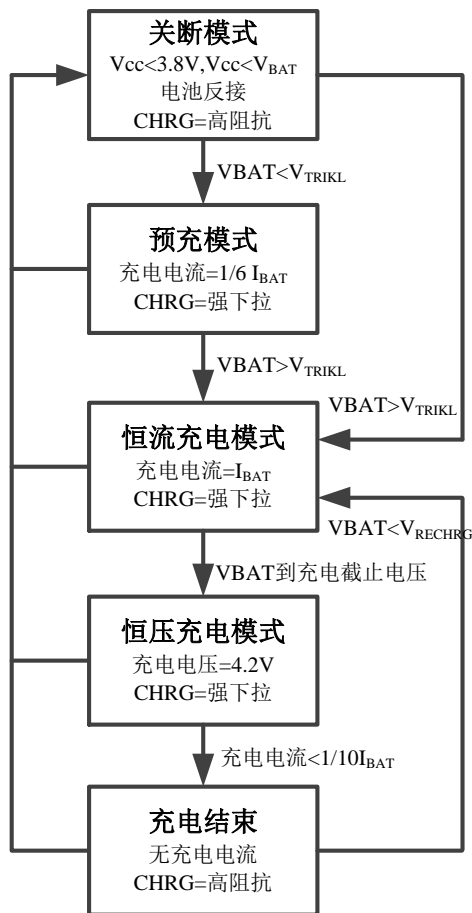 关断模式
Vcc<3.8V,Vcc<VBAT
电池反接
CHRG=高阻抗
VBAT<VTRIKL
预充模式
充电电流=1/6 IBAT
CHRG=强下拉
VBAT>VTRIKL
VBAT>VTRIKL
恒流充电模式
充电电流=IBAT
CHRG=强下拉
VBAT<VRECHRG
VBAT到充电截止电压
恒压充电模式
充电电压=4.2V
CHRG=强下拉
充电电流<1/10IBAT
充电结束
无充电电流
CHRG=高阻抗